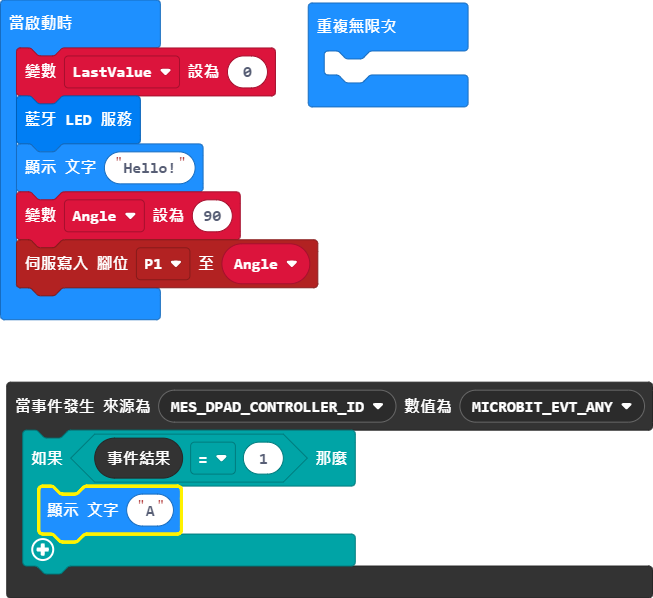 當啟動時
變數 LastValue 設為 0
藍牙 LED 服務
顯示 文字 "Hello!"
變數 Angle 設為 90
伺服寫入 腳位 P1 至 Angle
重複無限次
當事件發生 來源為 MES_DPAD_CONTROLLER_ID 數值為 MICROBIT_EVT_ANY
如果 事件結果 = 1 那麼
顯示 文字 "A"